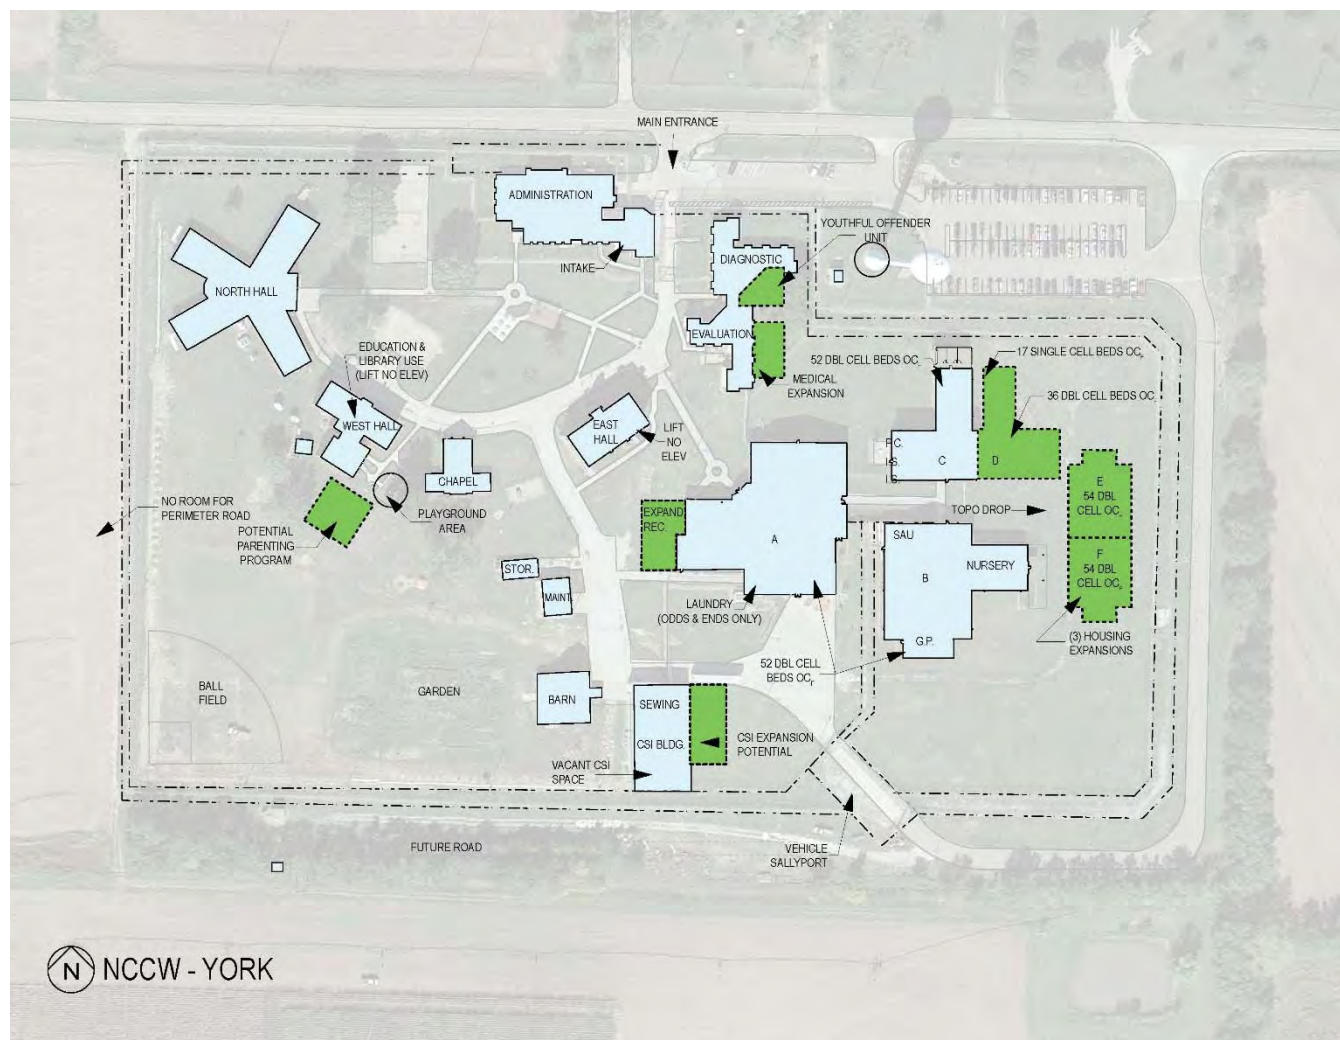 MAIN ENTRANCE
ADMINISTRATION
INTAKE
YOUTHFUL OFFENDER
UNIT
DIAGNOSTIC
NORTH HALL
EVALUATION
EDUCATION &
LIBRARY USE
(LIFT NO ELEV)
WEST HALL
MEDICAL
EXPANSION
52 DBL CELL BEDS OC
17 SINGLE CELL BEDS OC
36 DBL CELL BEDS OC
EAST
HALL
LIFT
NO
ELEV
P.C.
I.S.
I.S.
C
D
CHAPEL
PLAYGROUND
AREA
NO ROOM FOR
PERIMETER ROAD
POTENTIAL
PARENTING
PROGRAM
EXPAND
REC.
A
TOPO DROP
E
54 DBL
CELL OC
F
54 DBL
CELL OC
SAU
B
NURSERY
G.P.
STOR.
MAINT.
LAUNDRY
(ODDS & ENDS ONLY)
(3) HOUSING
EXPANSIONS
52 DBL CELL
BEDS OC
BALL
FIELD
GARDEN
BARN
SEWING
CSI BLDG.
CSI EXPANSION
POTENTIAL
VACANT CSI
SPACE
FUTURE ROAD
VEHICLE
SALLYPORT
N
NCCW - YORK